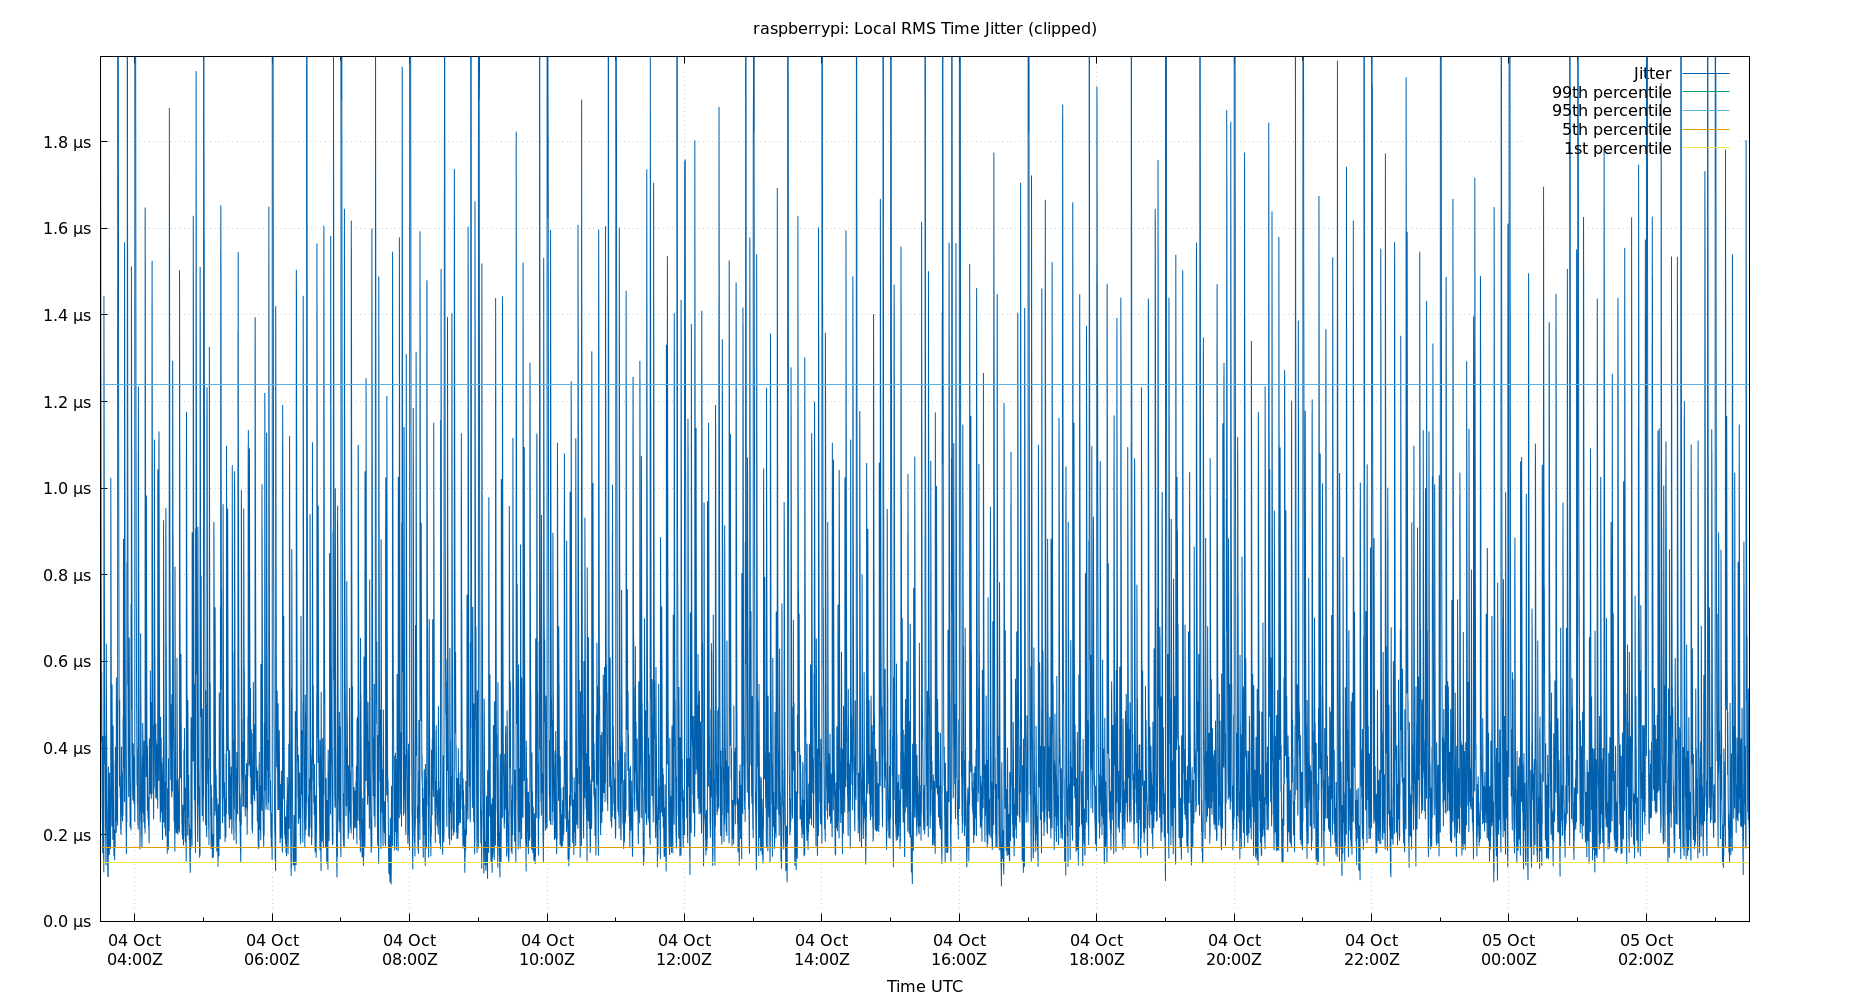 raspberrypi: Local RMS Time Jitter (clipped)
Jitter
99th percentile
95th percentile
5th percentile
1st percentile
1.8 μs
1.6 μs
1.4 μs
1.2 μs
1.0 μs
0.8 μs
0.6 μs
0.4 μs
0.2 μs
0.0 μs
04 Oct 04 Oct 04 Oct 04 Oct 04 Oct 04 Oct 04 Oct 04 Oct 04 Oct 04 Oct 05 Oct 05 Oct
04:00Z 06:00Z 08:00Z 10:00Z 12:00Z 14:00Z 16:00Z 18:00Z 20:00Z 22:00Z 00:00Z 02:00Z
Time UTC